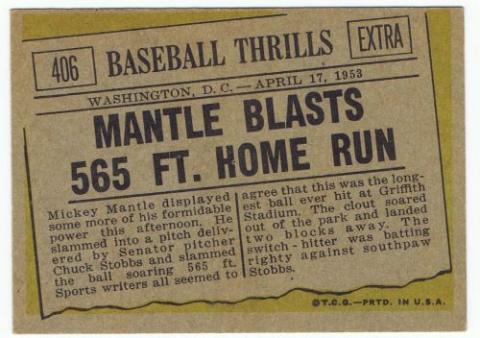 406 BASEBALL THRILLS EXTRA
WASHINGTON, D. C. — APRIL 17, 1953
MANTLE BLASTS
565 FT. HOME RUN
Mickey Mantle displayed
some more of his formidable
power this afternoon. He
slammed into a pitch deliv-
ered by Senator pitcher
Chuck Stobbs and slammed
the ball soaring 565 ft.
Sports writers all seemed to
agree that this was the long-
est ball ever hit at Griffith
Stadium. The clout soared
out of the park and landed
two blocks away. The
switch - hitter was batting
righty against southpaw
Stobbs.
©T.C.G.—PRTD. IN U.S.A.